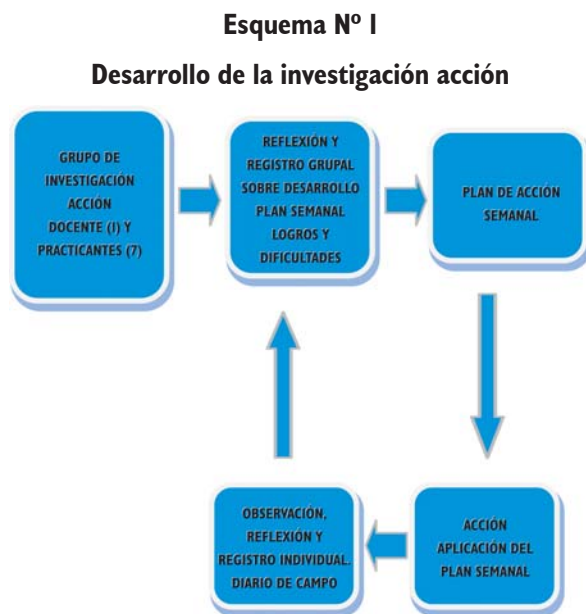 Esquema Nº I
Desarrollo de la investigación acción
GRUPO DE
INVESTIGACIÓN
ACCIÓN
DOCENTE (I) Y
PRACTICANTES (7)
REFLEXIÓN Y
REGISTRO GRUPAL
SOBRE DESARROLLO
PLAN SEMANAL
LOGROS Y
DIFICULTADES
PLAN DE ACCIÓN
SEMANAL
ACCIÓN
APLICACIÓN DEL
PLAN SEMANAL
OBSERVACIÓN,
REFLEXIÓN Y
REGISTRO INDIVIDUAL.
DIARIO DE CAMPO